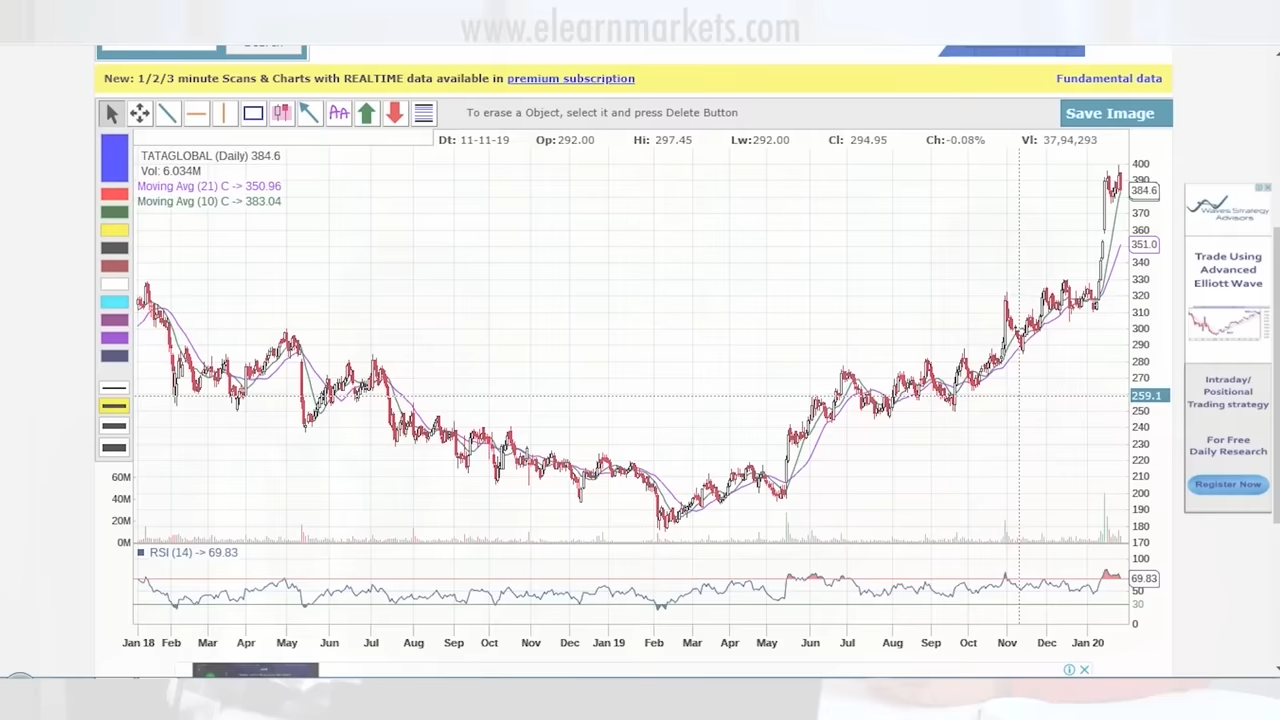 www.elearnmarkets.com
New: 1/2/3 minute Scans & Charts with REALTIME data available in premium subscription
Fundamental data
To erase a Object, select it and press Delete Button
Save Image
Dt: 11-11-19 Op:292.00 Hi: 297.45 Lw:292.00 Cl: 294.95 Ch:-0.08% Vl: 37,94,293
TATAGLOBAL (Daily) 384.6
Vol: 6.034M
Moving Avg (21) C -> 350.96
Moving Avg (10) C -> 383.04
400
390
384.6
370
360
351.0
340
330
320
310
300
290
280
270
259.1
250
240
230
220
210
200
190
180
170
60M
40M
20M
0M
RSI (14) -> 69.83
100
69.83
50
30
0
Jan 18 Feb Mar Apr May Jun Jul Aug Sep Oct Nov Dec Jan 19 Feb Mar Apr May Jun Jul Aug Sep Oct Nov Dec Jan 20
Waves Strategy
Advisors
Trade Using
Advanced
Elliott Wave
Intraday/
Positional
Trading strategy
For Free
Daily Research
Register Now